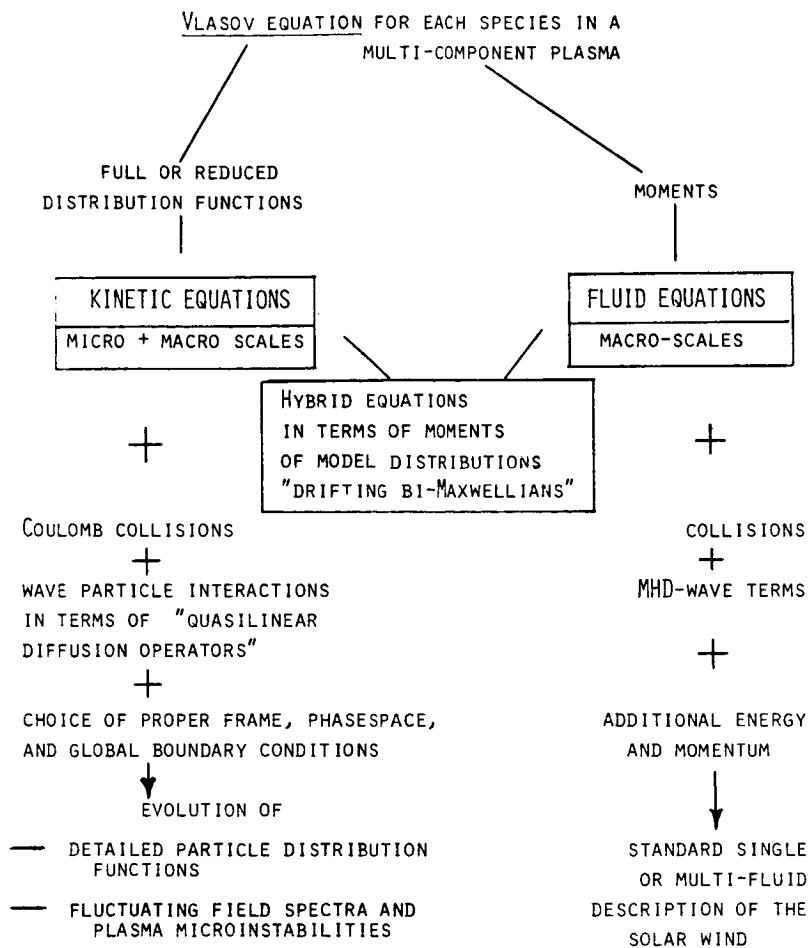 VLASOV EQUATION FOR EACH SPECIES IN A
MULTI-COMPONENT PLASMA
FULL OR REDUCED
DISTRIBUTION FUNCTIONS
MOMENTS
KINETIC EQUATIONS
MICRO + MACRO SCALES
FLUID EQUATIONS
MACRO-SCALES
HYBRID EQUATIONS
IN TERMS OF MOMENTS
OF MODEL DISTRIBUTIONS
"DRIFTING BI-MAXWELLIANS"
+
COULOMB COLLISIONS
+
WAVE PARTICLE INTERACTIONS
IN TERMS OF "QUASILINEAR
DIFFUSION OPERATORS"
+
CHOICE OF PROPER FRAME, PHASESPACE,
AND GLOBAL BOUNDARY CONDITIONS
EVOLUTION OF
— DETAILED PARTICLE DISTRIBUTION
FUNCTIONS
— FLUCTUATING FIELD SPECTRA AND
PLASMA MICROINSTABILITIES
+
COLLISIONS
+
MHD-WAVE TERMS
+
ADDITIONAL ENERGY
AND MOMENTUM
STANDARD SINGLE
OR MULTI-FLUID
DESCRIPTION OF THE
SOLAR WIND